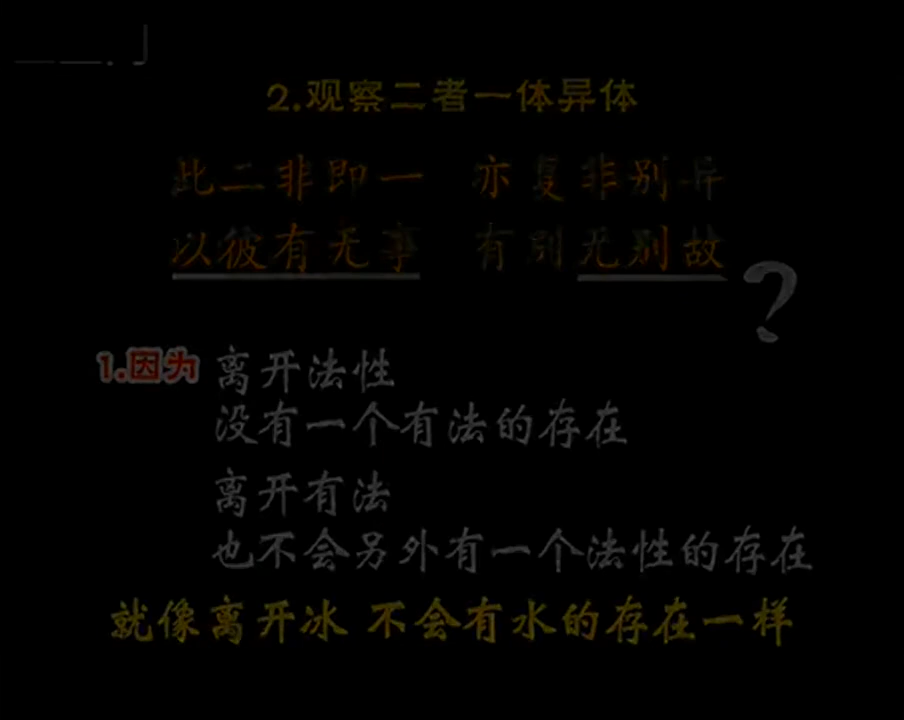 2.观察二者一体异体
此二非即一 亦复非别异
以彼有无事 有别无别故
?
1.因为 离开法性
没有一个有法的存在
离开有法
也不会另外有一个法性的存在
就像离开冰 不会有水的存在一样